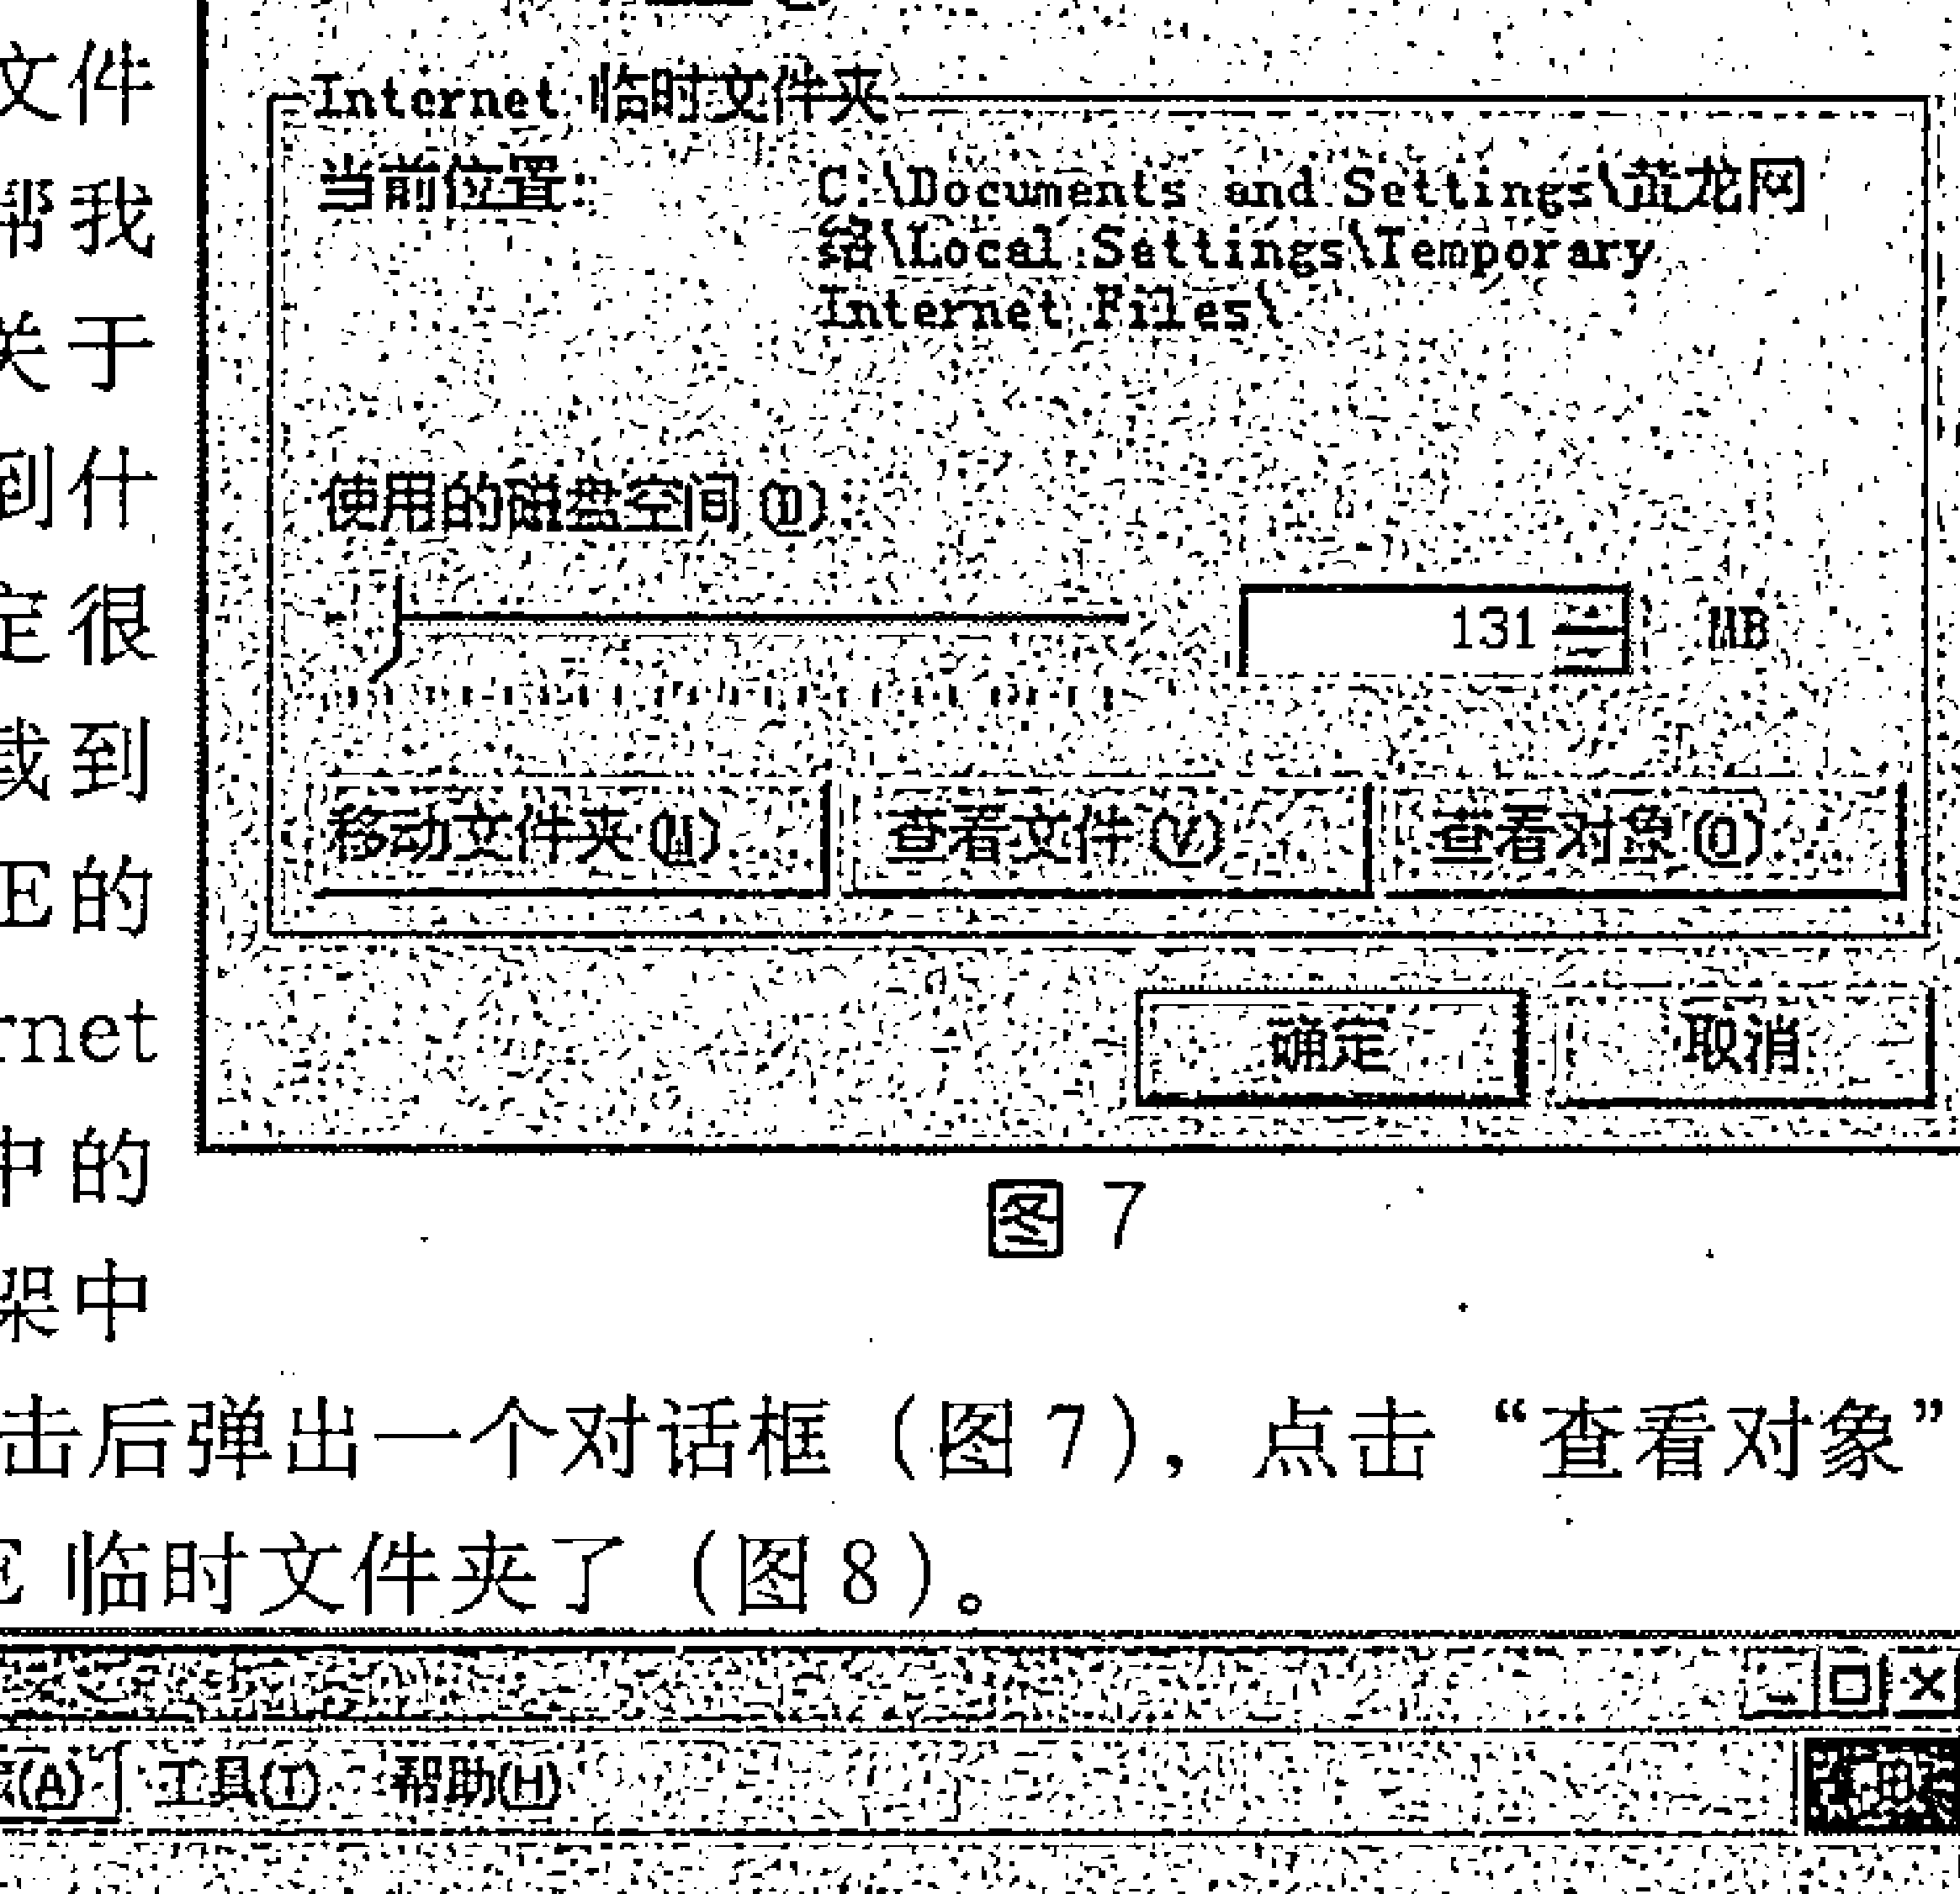 文件
帮我
关于
到什
定很
载到
E的
rnet
中的
架中
Internet 临时文件夹
当前位置:
C:\Documents and Settings\蓝龙网
络\Local Settings\Temporary
Internet Files\
使用的磁盘空间(D):
131 MB
移动文件夹(M) 查看文件(V) 查看对象(O)
确定 取消
图 7
击后弹出一个对话框（图 7），点击“查看对象”
E 临时文件夹了（图 8）。
(A) 工具(T) 帮助(H)